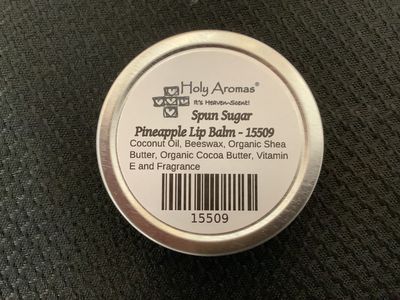 Holy Aromas®
It's Heaven-Scent!
Spun Sugar
Pineapple Lip Balm - 15509
Coconut Oil, Beeswax, Organic Shea
Butter, Organic Cocoa Butter, Vitamin
E and Fragrance
15509